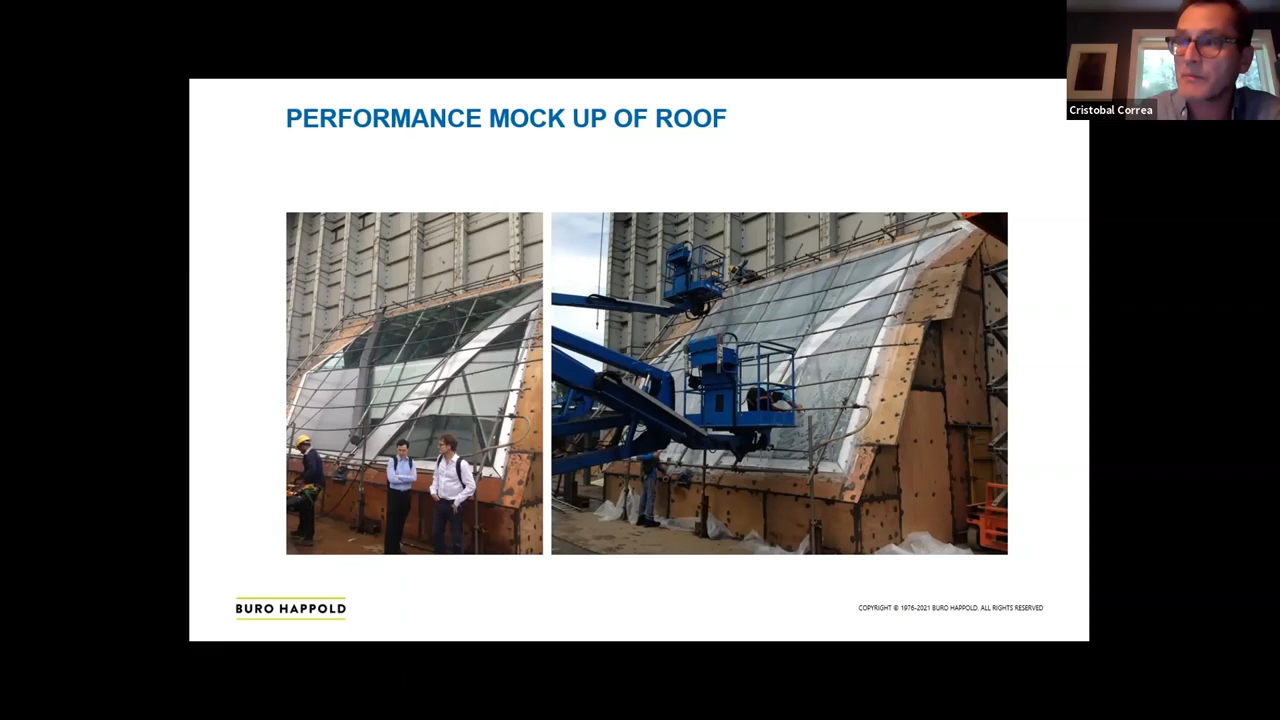 PERFORMANCE MOCK UP OF ROOF
Cristobal Correa
BURO HAPPOLD
COPYRIGHT © 1976-2021 BURO HAPPOLD. ALL RIGHTS RESERVED